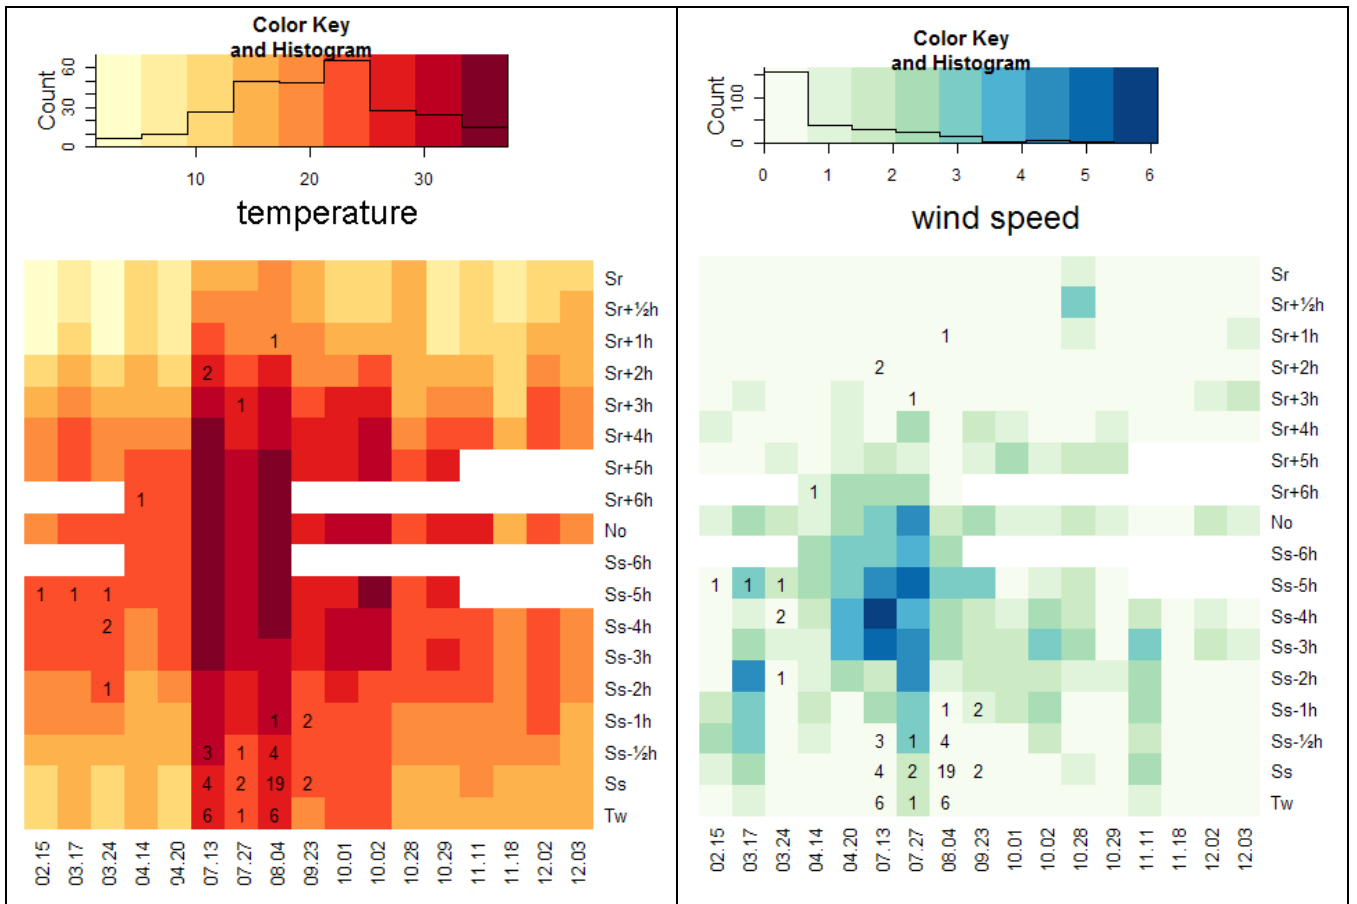 Color Key
and Histogram
Count
0 30 60
10 20 30
temperature
Sr
Sr+½h
1 Sr+1h
2 Sr+2h
1 Sr+3h
Sr+4h
Sr+5h
1 Sr+6h
No
Ss-6h
1 1 1 Ss-5h
2 Ss-4h
Ss-3h
1 Ss-2h
1 2 Ss-1h
3 1 4 Ss-½h
4 2 19 2 Ss
6 1 6 Tw
02.15 03.17 03.24 04.14 04.20 07.13 07.27 08.04 09.23 10.01 10.02 10.28 10.29 11.11 11.18 12.02 12.03
Color Key
and Histogram
Count
0 100
0 1 2 3 4 5 6
wind speed
Sr
Sr+½h
1 Sr+1h
2 Sr+2h
1 Sr+3h
Sr+4h
Sr+5h
1 Sr+6h
No
Ss-6h
1 1 1 Ss-5h
2 Ss-4h
Ss-3h
1 Ss-2h
1 2 Ss-1h
3 1 4 Ss-½h
4 2 19 2 Ss
6 1 6 Tw
02.15 03.17 03.24 04.14 04.20 07.13 07.27 08.04 09.23 10.01 10.02 10.28 10.29 11.11 11.18 12.02 12.03